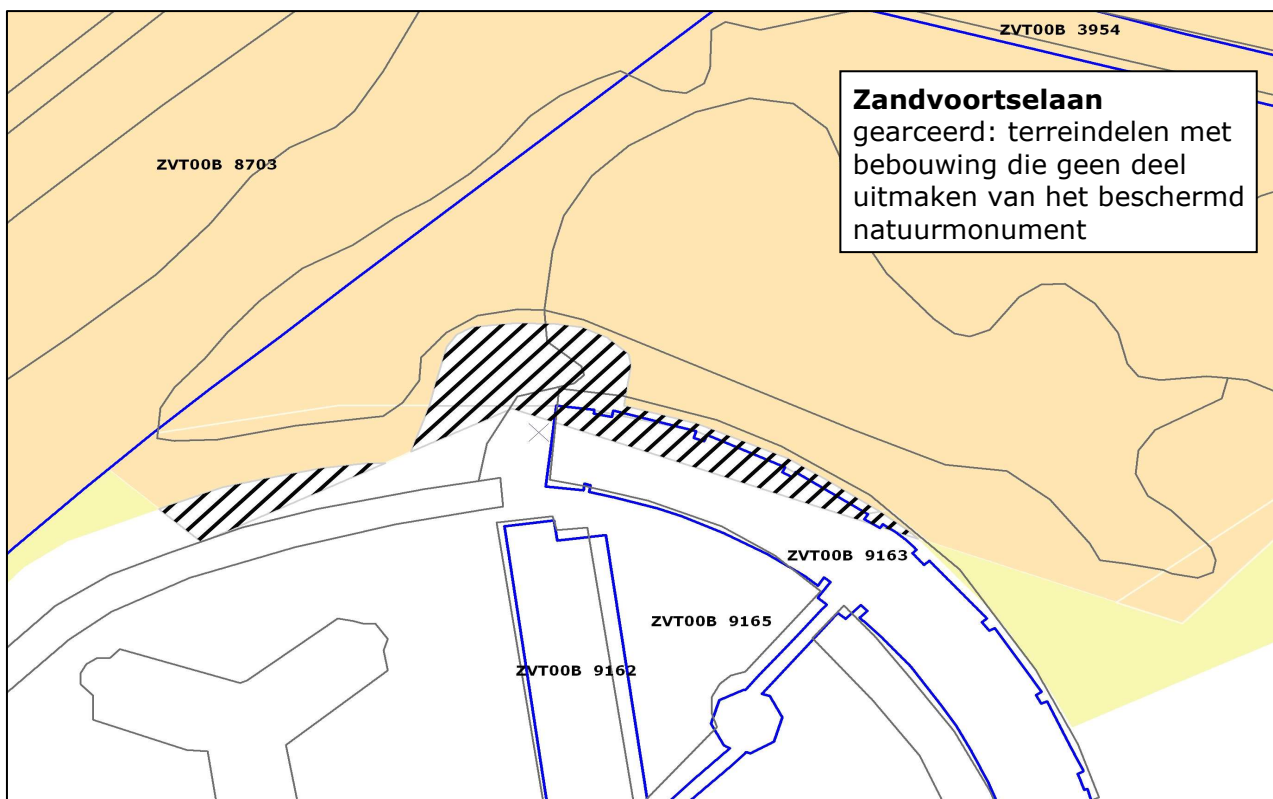 ZVT00B 3954
Zandvoortselaan
gearceerd: terreindelen met
bebouwing die geen deel
uitmaken van het beschermd
natuurmonument
ZVT00B 8703
ZVT00B 9163
ZVT00B 9165
ZVT00B 9162